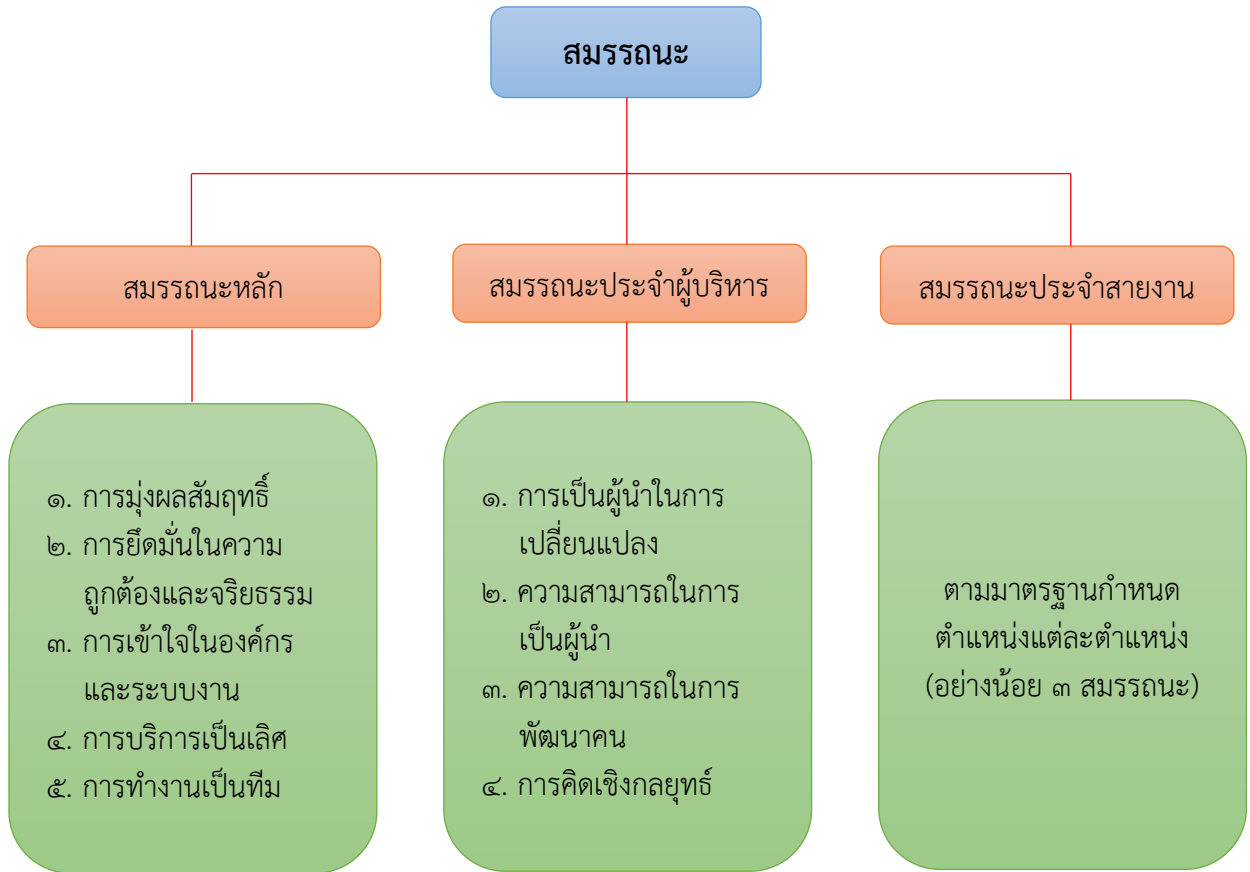 สมรรถนะ
สมรรถนะหลัก
สมรรถนะประจำผู้บริหาร
สมรรถนะประจำสายงาน
๑. การมุ่งผลสัมฤทธิ์
๒. การยึดมั่นในความ
ถูกต้องและจริยธรรม
๓. การเข้าใจในองค์กร
และระบบงาน
๔. การบริการเป็นเลิศ
๕. การทำงานเป็นทีม
๑. การเป็นผู้นำในการ
เปลี่ยนแปลง
๒. ความสามารถในการ
เป็นผู้นำ
๓. ความสามารถในการ
พัฒนาคน
๔. การคิดเชิงกลยุทธ์
ตามมาตรฐานกำหนด
ตำแหน่งแต่ละตำแหน่ง
(อย่างน้อย ๓ สมรรถนะ)